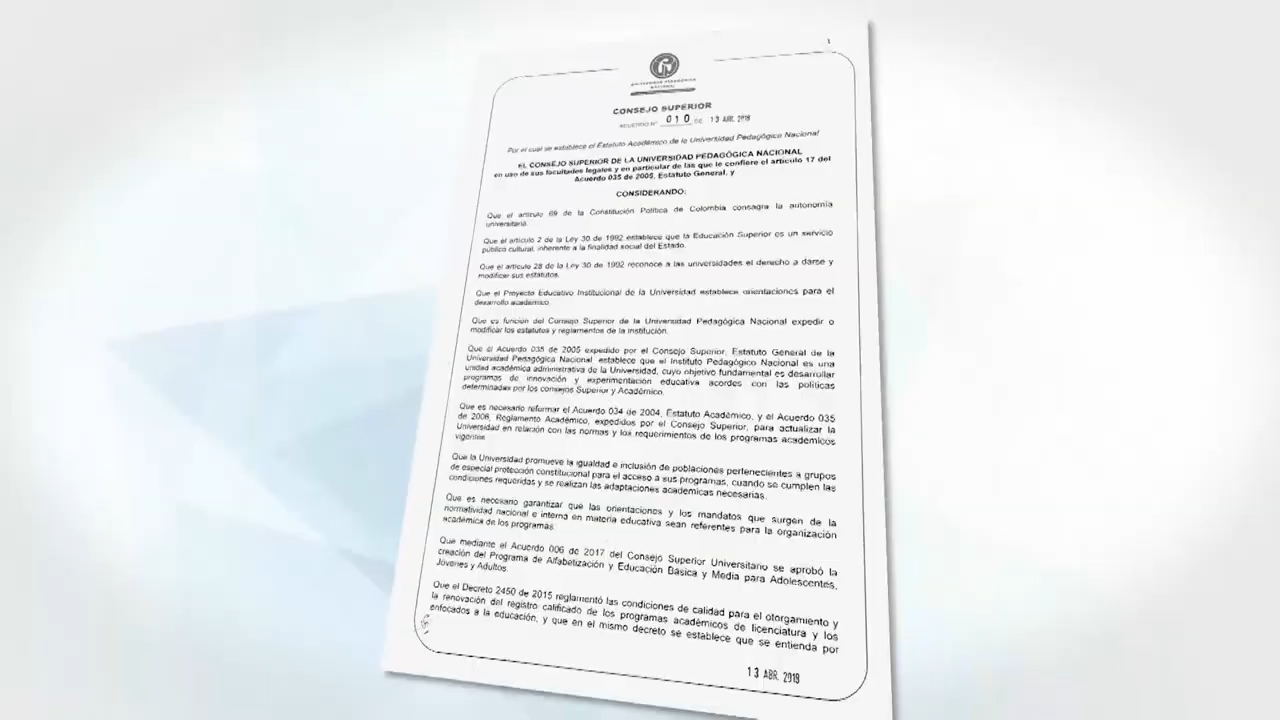 1
UNIVERSIDAD PEDAGOGICA
NACIONAL
CONSEJO SUPERIOR
ACUERDO N° 010 DE 13 ABR. 2018
Por el cual se establece el Estatuto Académico de la Universidad Pedagógica Nacional
EL CONSEJO SUPERIOR DE LA UNIVERSIDAD PEDAGÓGICA NACIONAL
en uso de sus facultades legales y en particular de las que le confiere el artículo 17 del
Acuerdo 035 de 2005, Estatuto General, y
CONSIDERANDO:
Que el artículo 69 de la Constitución Política de Colombia consagra la autonomía
universitaria.
Que el artículo 2 de la Ley 30 de 1992 establece que la Educación Superior es un servicio
público cultural, inherente a la finalidad social del Estado.
Que el artículo 28 de la Ley 30 de 1992 reconoce a las universidades el derecho a darse y
modificar sus estatutos.
Que el Proyecto Educativo Institucional de la Universidad establece orientaciones para el
desarrollo académico.
Que es función del Consejo Superior de la Universidad Pedagógica Nacional expedir o
modificar los estatutos y reglamentos de la institución.
Que el Acuerdo 035 de 2005 expedido por el Consejo Superior, Estatuto General de la
Universidad Pedagógica Nacional, establece que el Instituto Pedagógico Nacional es una
unidad académica administrativa de la Universidad, cuyo objetivo fundamental es desarrollar
programas de innovación y experimentación educativa acordes con las políticas
determinadas por los consejos Superior y Académico.
Que es necesario reformar el Acuerdo 034 de 2004, Estatuto Académico, y el Acuerdo 035
de 2006, Reglamento Académico, expedidos por el Consejo Superior, para actualizar la
Universidad en relación con las normas y los requerimientos de los programas académicos
vigentes.
Que la Universidad promueve la igualdad e inclusión de poblaciones pertenecientes a grupos
de especial protección constitucional para el acceso a sus programas, cuando se cumplen las
condiciones requeridas y se realizan las adaptaciones académicas necesarias.
Que es necesario garantizar que las orientaciones y los mandatos que surgen de la
normatividad nacional e interna en materia educativa sean referentes para la organización
académica de los programas.
Que mediante el Acuerdo 006 de 2017 del Consejo Superior Universitario se aprobó la
creación del Programa de Alfabetización y Educación Básica y Media para Adolescentes,
Jóvenes y Adultos.
Que el Decreto 2450 de 2015 reglamentó las condiciones de calidad para el otorgamiento y
la renovación del registro calificado de los programas académicos de licenciatura y los
enfocados a la educación, y que en el mismo decreto se establece que se entienda por
13 ABR. 2018